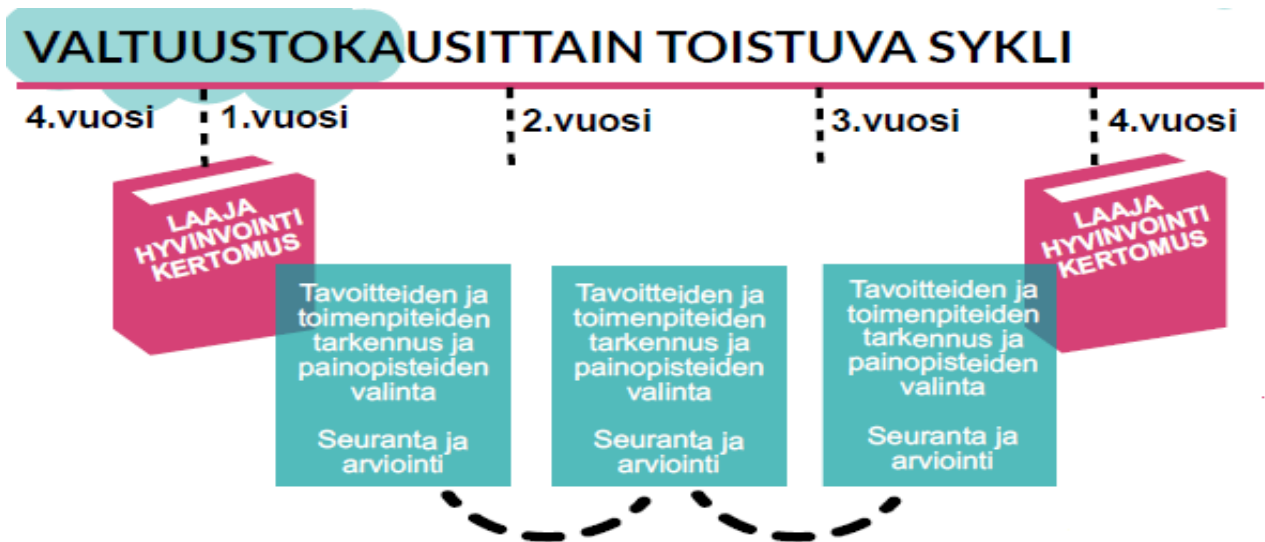 VALTUUSTOKAUSITTAIN TOISTUVA SYKLI
4.vuosi
1.vuosi
2.vuosi
3.vuosi
4.vuosi
LAAJA
HYVINVOINTI
KERTOMUS
Tavoitteiden ja
toimenpiteiden
tarkennus ja
painopisteiden
valinta
Seuranta ja
arviointi
Tavoitteiden ja
toimenpiteiden
tarkennus ja
painopisteiden
valinta
Seuranta ja
arviointi
Tavoitteiden ja
toimenpiteiden
tarkennus ja
painopisteiden
valinta
Seuranta ja
arviointi
LAAJA
HYVINVOINTI
KERTOMUS